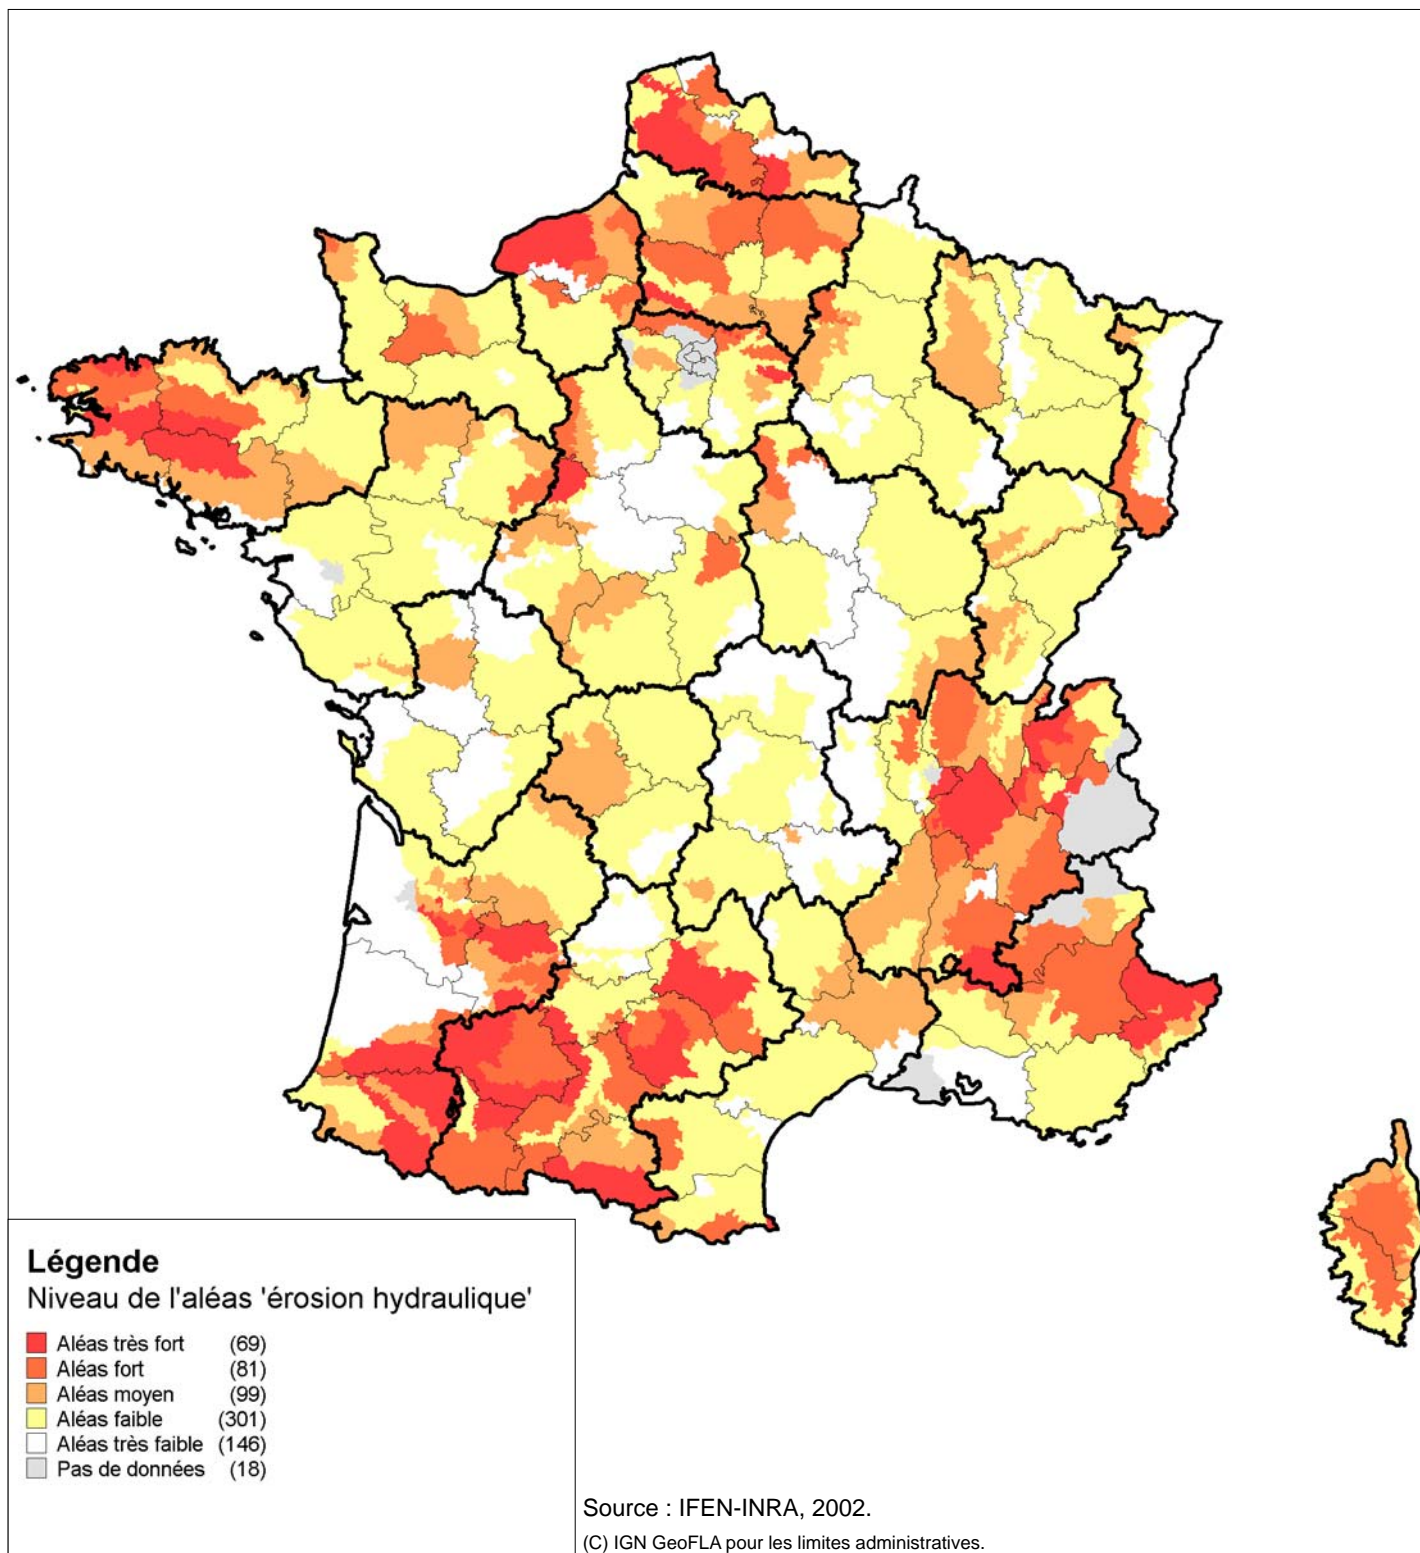 Légende
Niveau de l'aléas 'érosion hydraulique'
Aléas très fort (69)
Aléas fort (81)
Aléas moyen (99)
Aléas faible (301)
Aléas très faible (146)
Pas de données (18)
Source : IFEN-INRA, 2002.
(C) IGN GeoFLA pour les limites administratives.